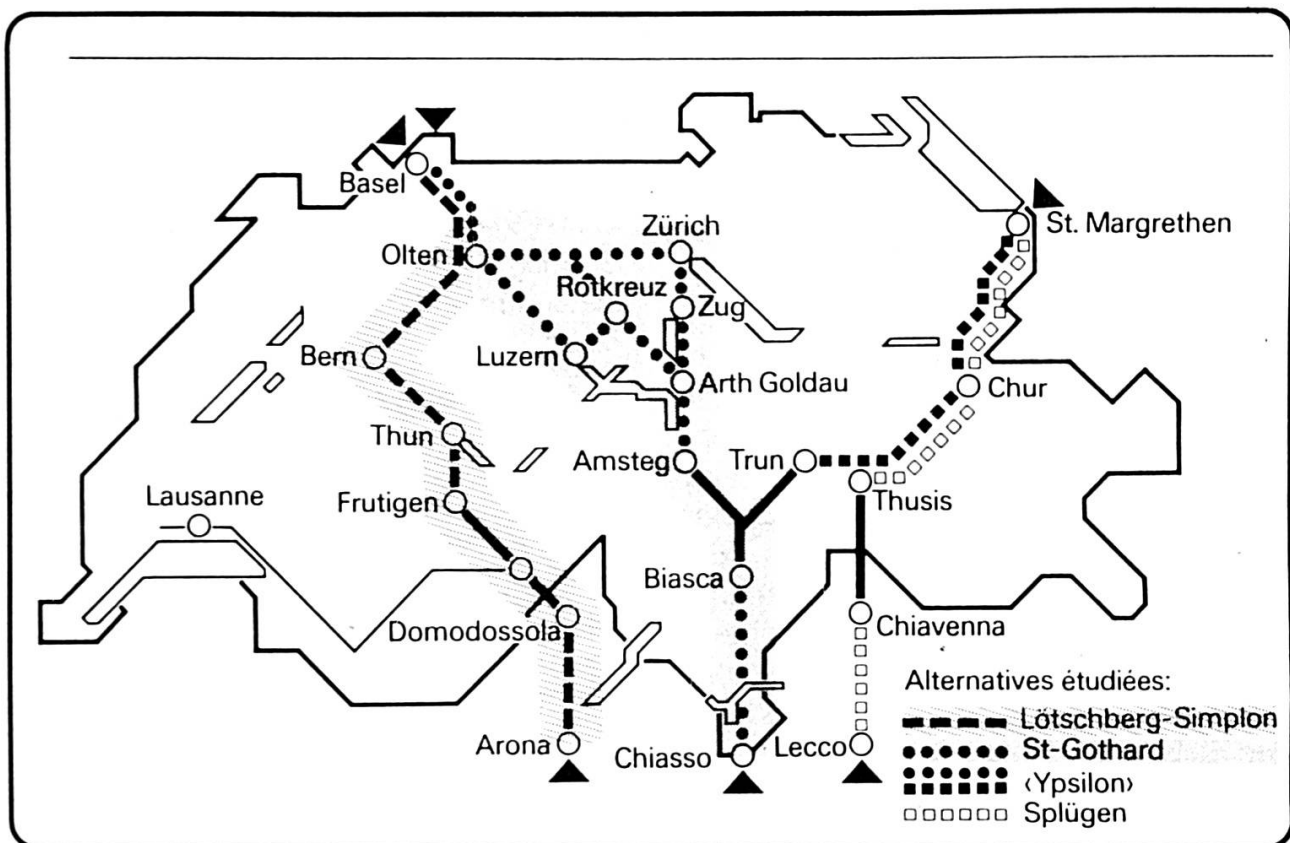 Basel
Olten
Zürich
St. Margrethen
Rotkreuz
Zug
Bern
Luzern
Arth Goldau
Chur
Thun
Amsteg
Trun
Thusis
Lausanne
Frutigen
Biasca
Domodossola
Chiavenna
Arona
Chiasso
Lecco
Alternatives étudiées:
Lötschberg-Simplon
St-Gothard
‹Ypsilon›
Splügen